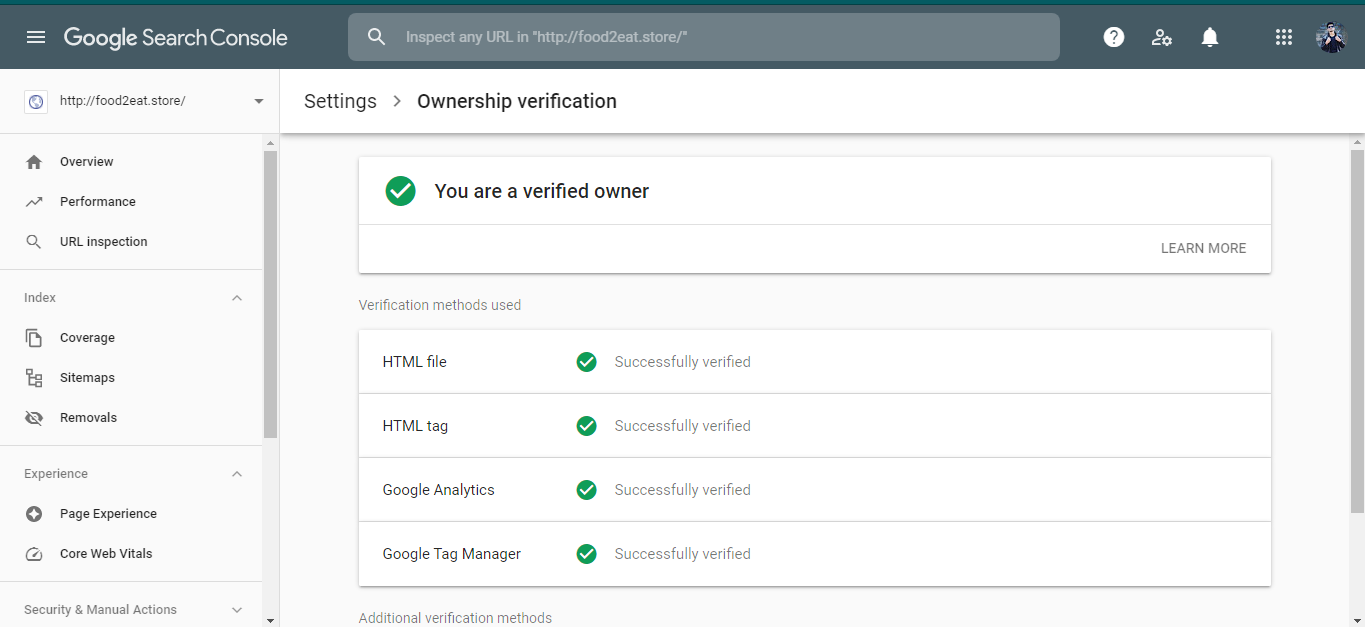 Google Search Console
Inspect any URL in "http://food2eat.store/"
http://food2eat.store/
Settings > Ownership verification
Overview
Performance
URL inspection
Index
Coverage
Sitemaps
Removals
Experience
Page Experience
Core Web Vitals
Security & Manual Actions
You are a verified owner
LEARN MORE
Verification methods used
HTML file Successfully verified
HTML tag Successfully verified
Google Analytics Successfully verified
Google Tag Manager Successfully verified
Additional verification methods